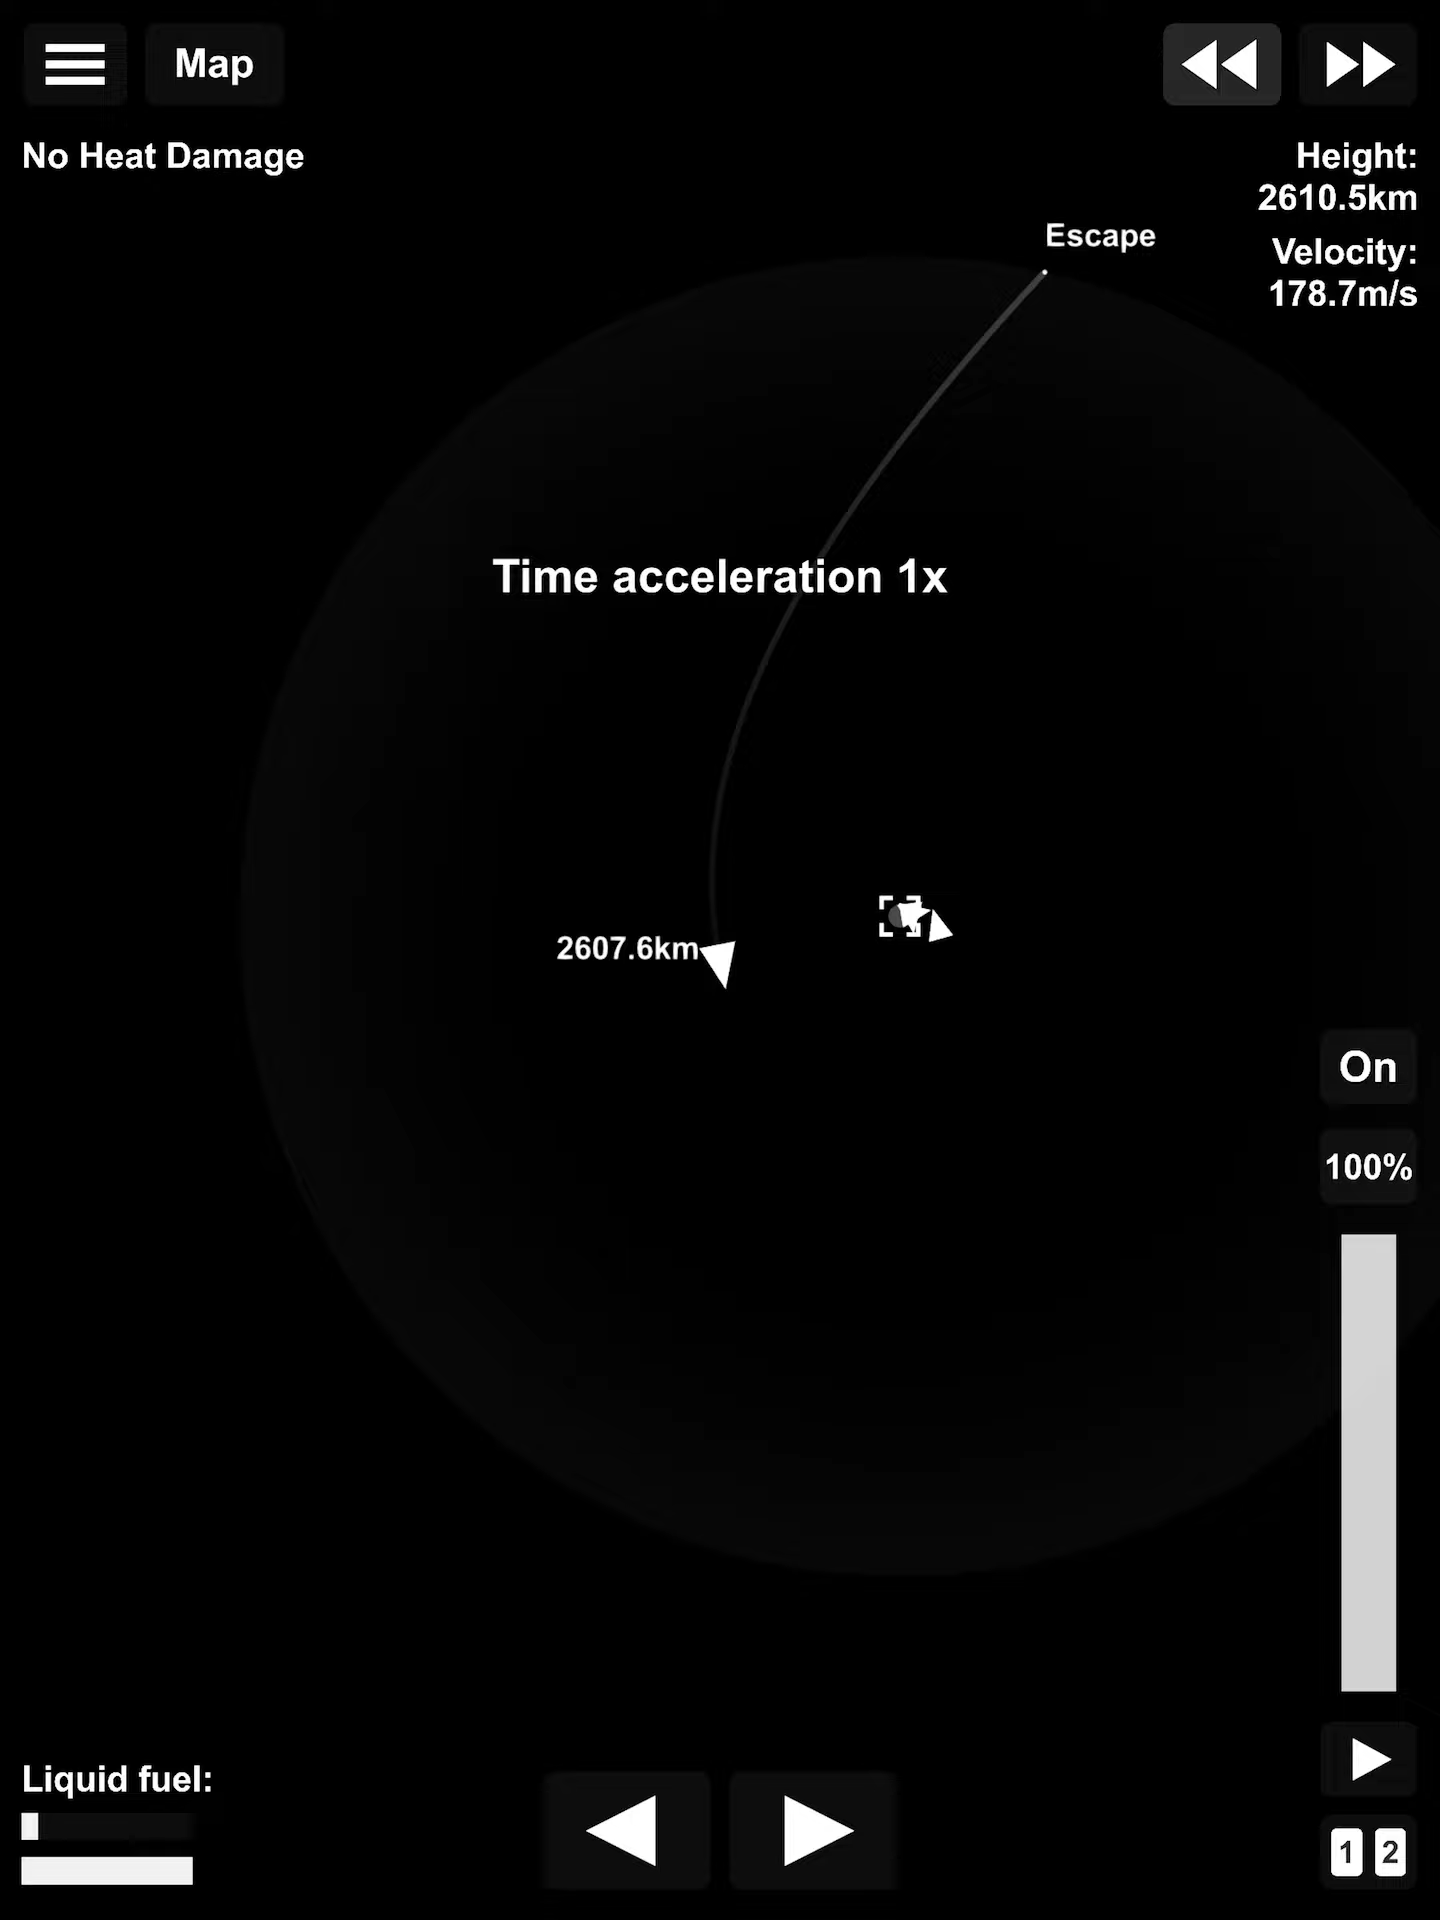 Map
No Heat Damage
Height:
2610.5km
Velocity:
178.7m/s
Escape
Time acceleration 1x
2607.6km
On
100%
Liquid fuel:
1 2